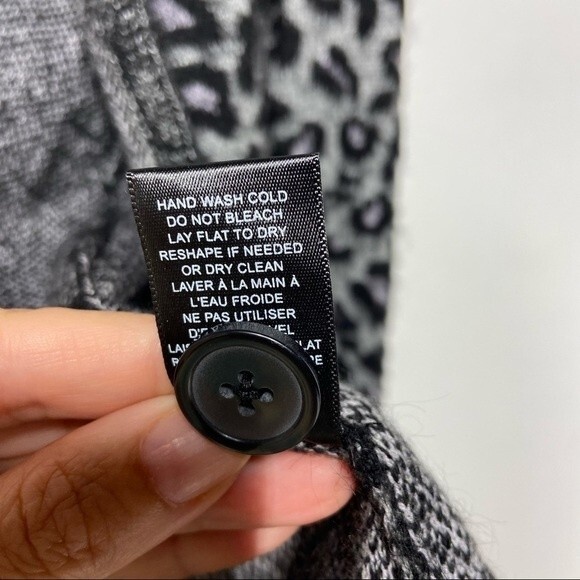 HAND WASH COLD
DO NOT BLEACH
LAY FLAT TO DRY
RESHAPE IF NEEDED
OR DRY CLEAN
LAVER À LA MAIN À
L'EAU FROIDE
NE PAS UTILISER